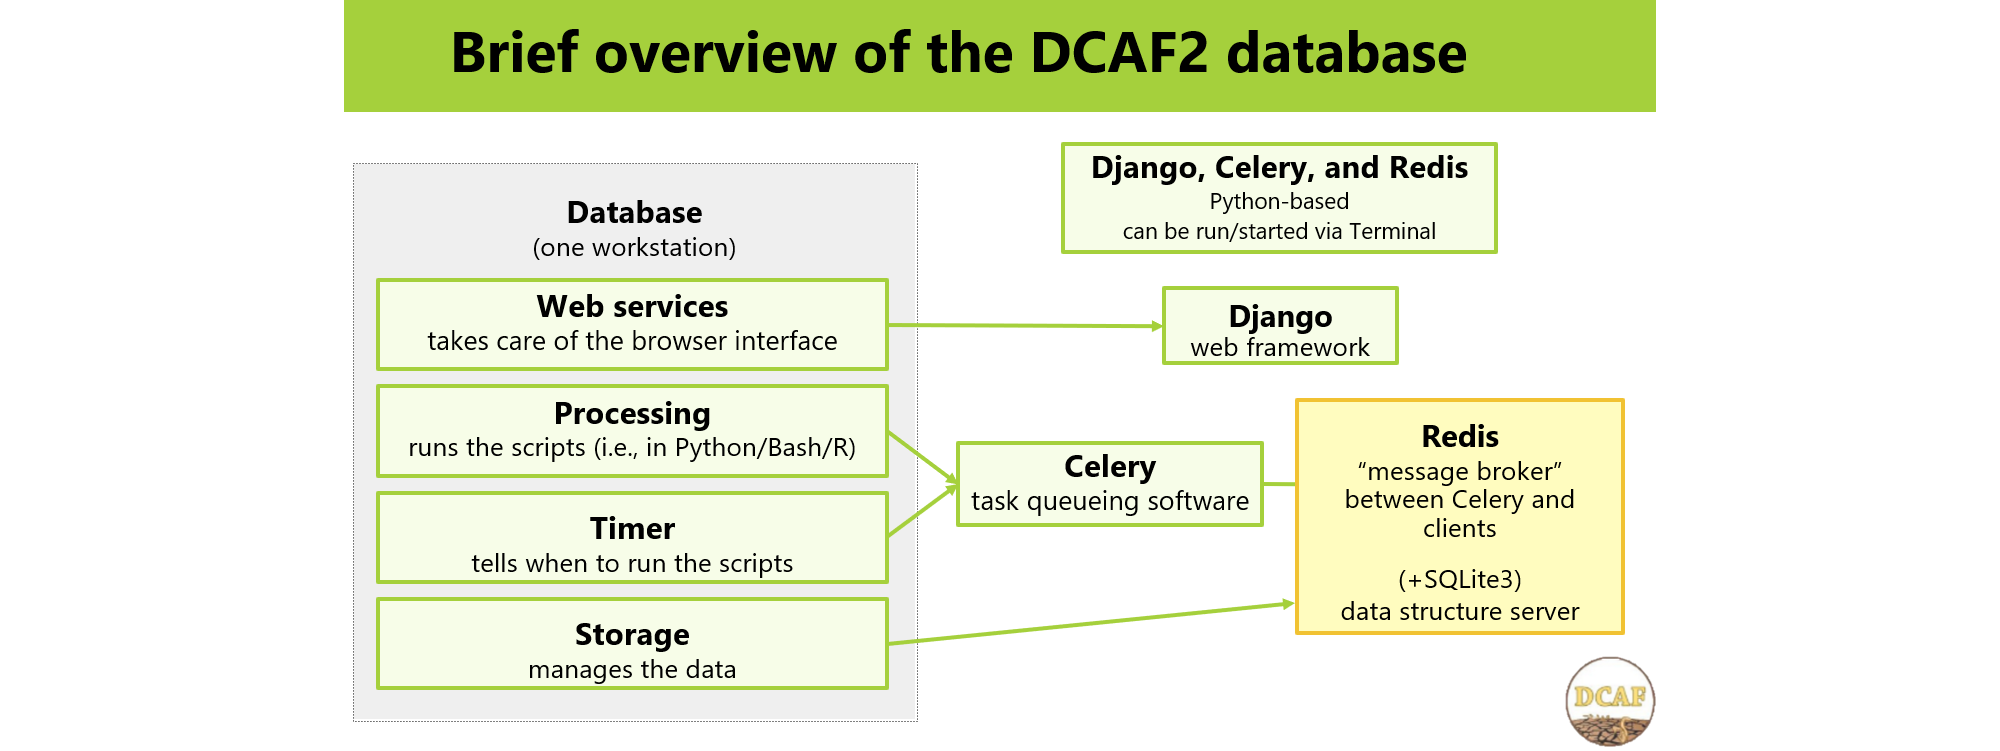 Brief overview of the DCAF2 database
Database
(one workstation)
Web services
takes care of the browser interface
Processing
runs the scripts (i.e., in Python/Bash/R)
Timer
tells when to run the scripts
Storage
manages the data
Django, Celery, and Redis
Python-based
can be run/started via Terminal
Django
web framework
Celery
task queueing software
Redis
“message broker”
between Celery and
clients
(+SQLite3)
data structure server
DCAF